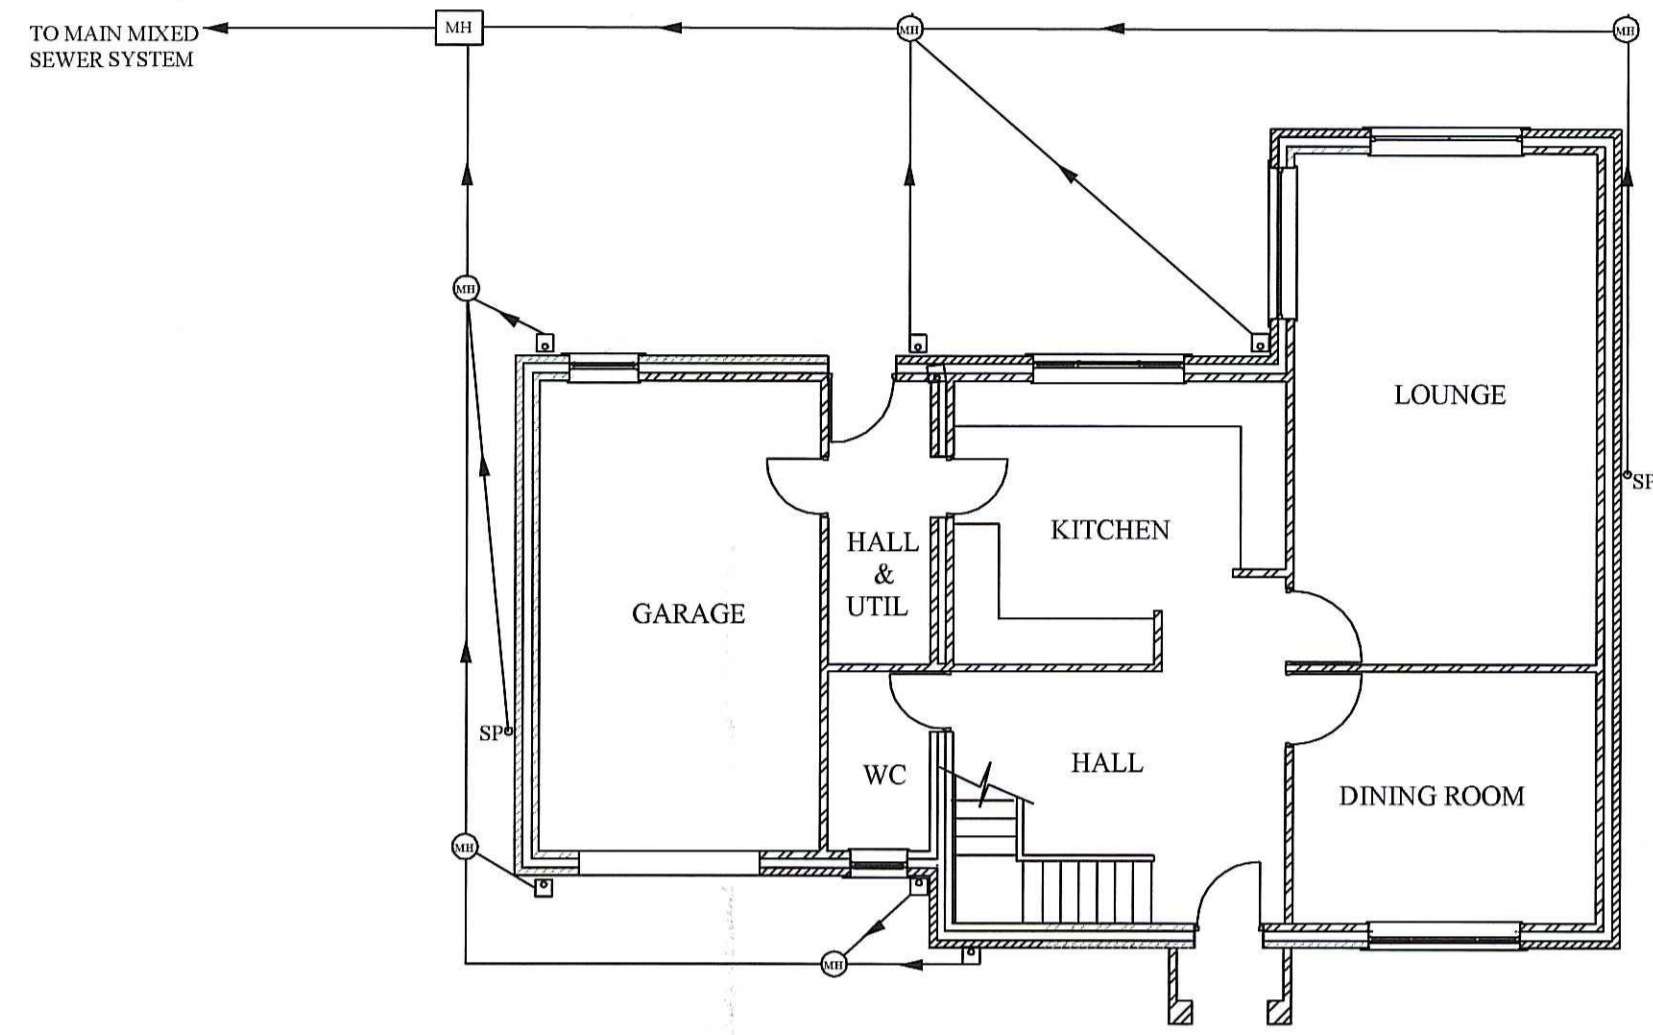 TO MAIN MIXED
SEWER SYSTEM
MH
MH
MH
MH
LOUNGE
SP
KITCHEN
HALL
&
UTIL
GARAGE
SP
WC
HALL
DINING ROOM
MH
MH